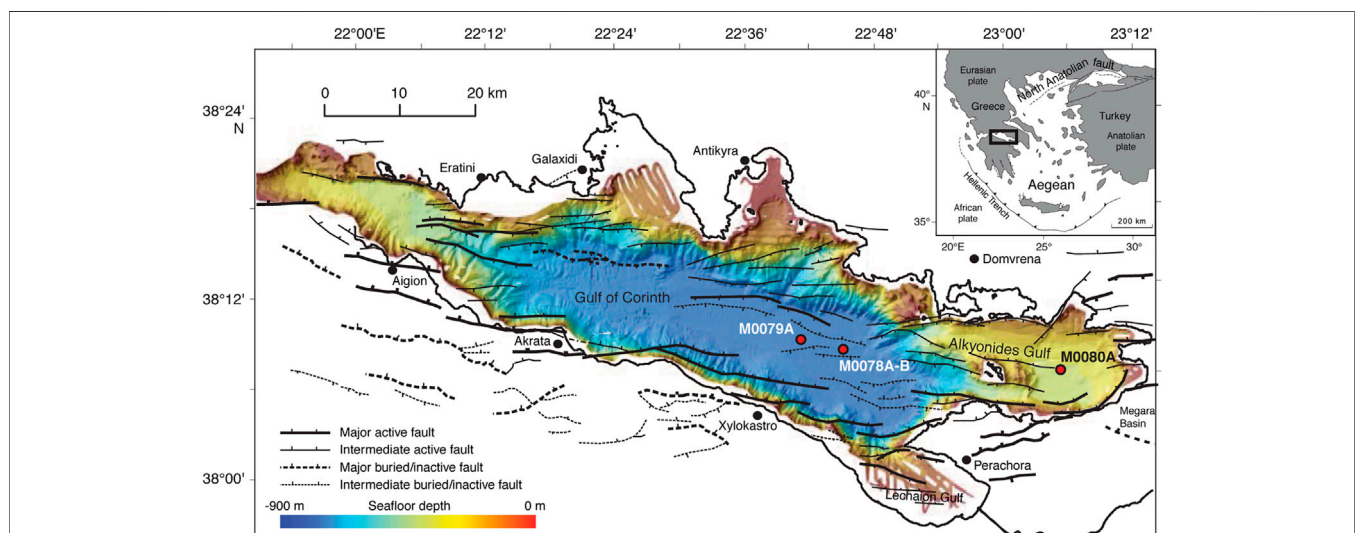 22°00'E
22°12'
22°24'
22°36'
22°48'
23°00'
23°12'
38°24'
N
38°12'
38°00'
0
10
20 km
Eratini
Galaxidi
Antikyra
Aigion
Akrata
Xylokastro
Perachora
Domvrena
Megara
Basin
Gulf of Corinth
Alkyonides Gulf
Lechaion Gulf
M0079A
M0078A-B
M0080A
Eurasian
plate
North Anatolian fault
40°
N
Greece
Turkey
Anatolian
plate
Aegean
Hellenic Trench
African
plate
35°
200 km
20°E
25°E
30°E
Major active fault
Intermediate active fault
Major buried/inactive fault
Intermediate buried/inactive fault
-900 m
Seafloor depth
0 m